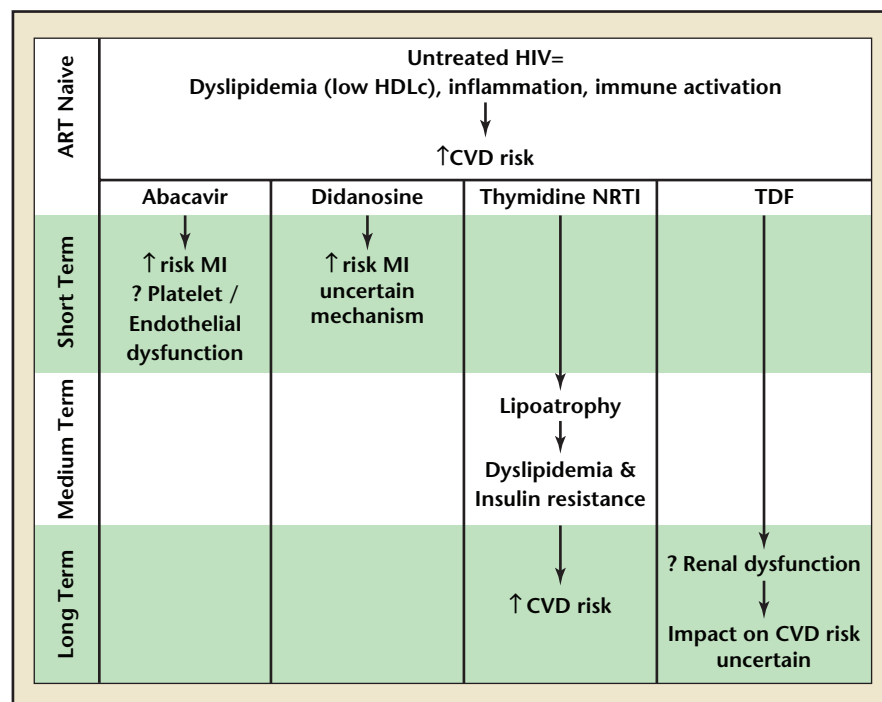 ART Naive
Untreated HIV=
Dyslipidemia (low HDLc), inflammation, immune activation
↑CVD risk
Abacavir
Didanosine
Thymidine NRTI
TDF
Short Term
↑ risk MI
? Platelet /
Endothelial
dysfunction
↑ risk MI
uncertain
mechanism
Medium Term
Lipoatrophy
Dyslipidemia &
Insulin resistance
Long Term
↑ CVD risk
? Renal dysfunction
Impact on CVD risk
uncertain